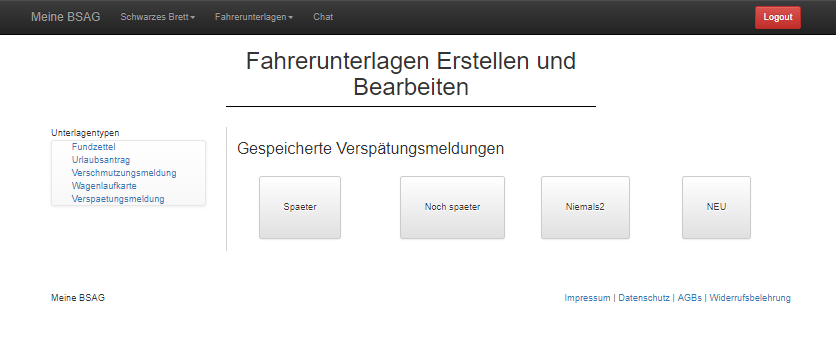 Meine BSAG Schwarzes Brett Fahrerunterlagen Chat Logout
Fahrerunterlagen Erstellen und
Bearbeiten
Unterlagentypen
Fundzettel
Urlaubsantrag
Verschmutzungsmeldung
Wagenlaufkarte
Verspaetungsmeldung
Gespeicherte Verspätungsmeldungen
Spaeter Noch spaeter Niemals2 NEU
Meine BSAG Impressum | Datenschutz | AGBs | Widerrufsbelehrung